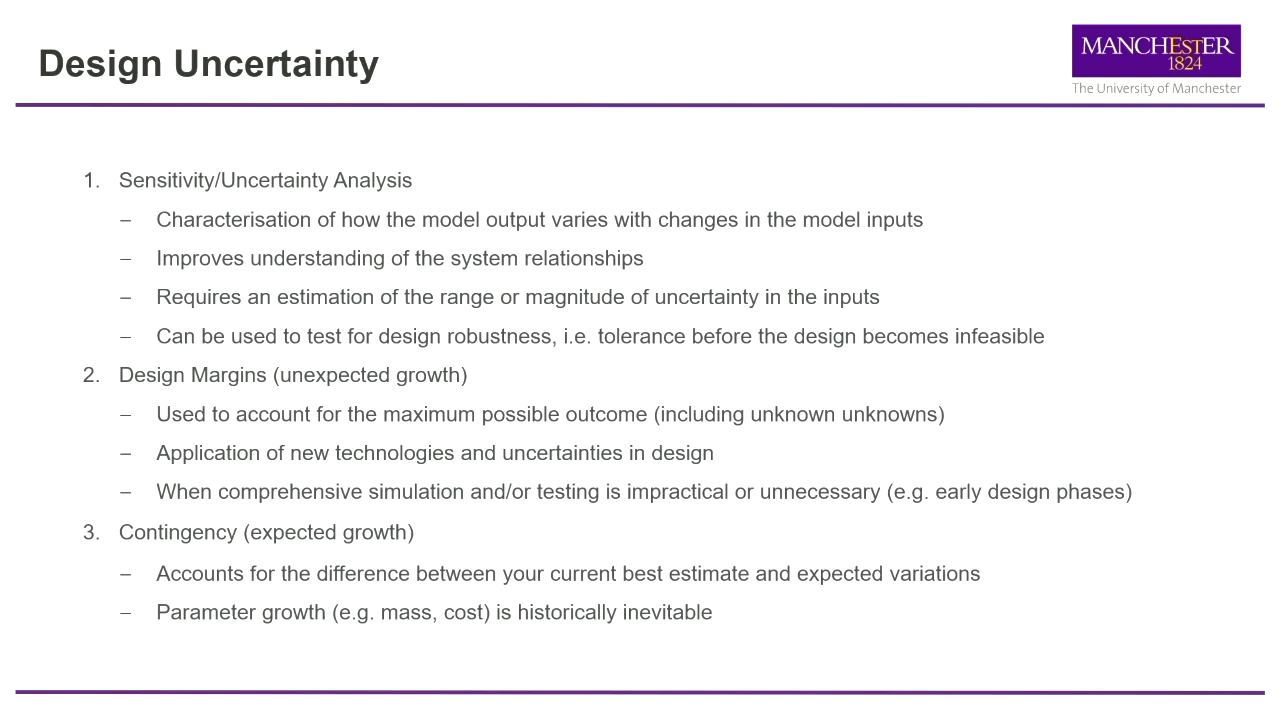 Design Uncertainty
MANCHESTER
1824
The University of Manchester
1. Sensitivity/Uncertainty Analysis
– Characterisation of how the model output varies with changes in the model inputs
– Improves understanding of the system relationships
– Requires an estimation of the range or magnitude of uncertainty in the inputs
– Can be used to test for design robustness, i.e. tolerance before the design becomes infeasible
2. Design Margins (unexpected growth)
– Used to account for the maximum possible outcome (including unknown unknowns)
– Application of new technologies and uncertainties in design
– When comprehensive simulation and/or testing is impractical or unnecessary (e.g. early design phases)
3. Contingency (expected growth)
– Accounts for the difference between your current best estimate and expected variations
– Parameter growth (e.g. mass, cost) is historically inevitable